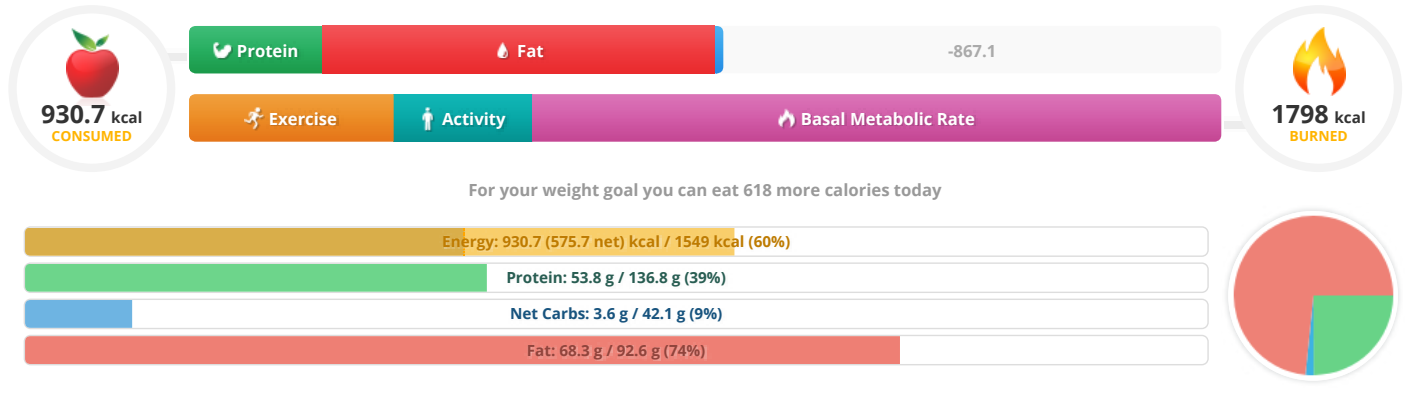 930.7 kcal
CONSUMED
Protein
Fat
-867.1
1798 kcal
BURNED
Exercise
Activity
Basal Metabolic Rate
For your weight goal you can eat 618 more calories today
Energy: 930.7 (575.7 net) kcal / 1549 kcal (60%)
Protein: 53.8 g / 136.8 g (39%)
Net Carbs: 3.6 g / 42.1 g (9%)
Fat: 68.3 g / 92.6 g (74%)